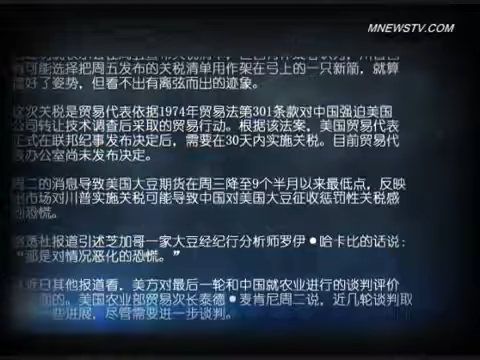 MNEWSTV.COM
可能选择把周五发布的关税清单用作架在弓上的一只新箭，就算
好了姿势，但看不出有离弦而出的迹象。
次关税是贸易代表依据1974年贸易法第301条款对中国强迫美国
公司转让技术调查后采取的贸易行动。根据该法案，美国贸易代表
正式在联邦纪事发布决定后，需要在30天内实施关税。目前贸易代
表办公室尚未发布决定。
周二的消息导致美国大豆期货在周三降至9个半月以来最低点，反映
出市场对川普实施关税可能导致中国对美国大豆征收惩罚性关税感
到恐慌。
社报道引述芝加哥一家大豆经纪行分析师罗伊●哈卡比的话说：
“那是对情况恶化的恐慌。”
近日其他报道看，美方对最后一轮和中国就农业进行的谈判评价
面的。美国农业部贸易次长泰德●麦肯尼周二说，近几轮谈判取
一些进展，尽管需要进一步谈判。